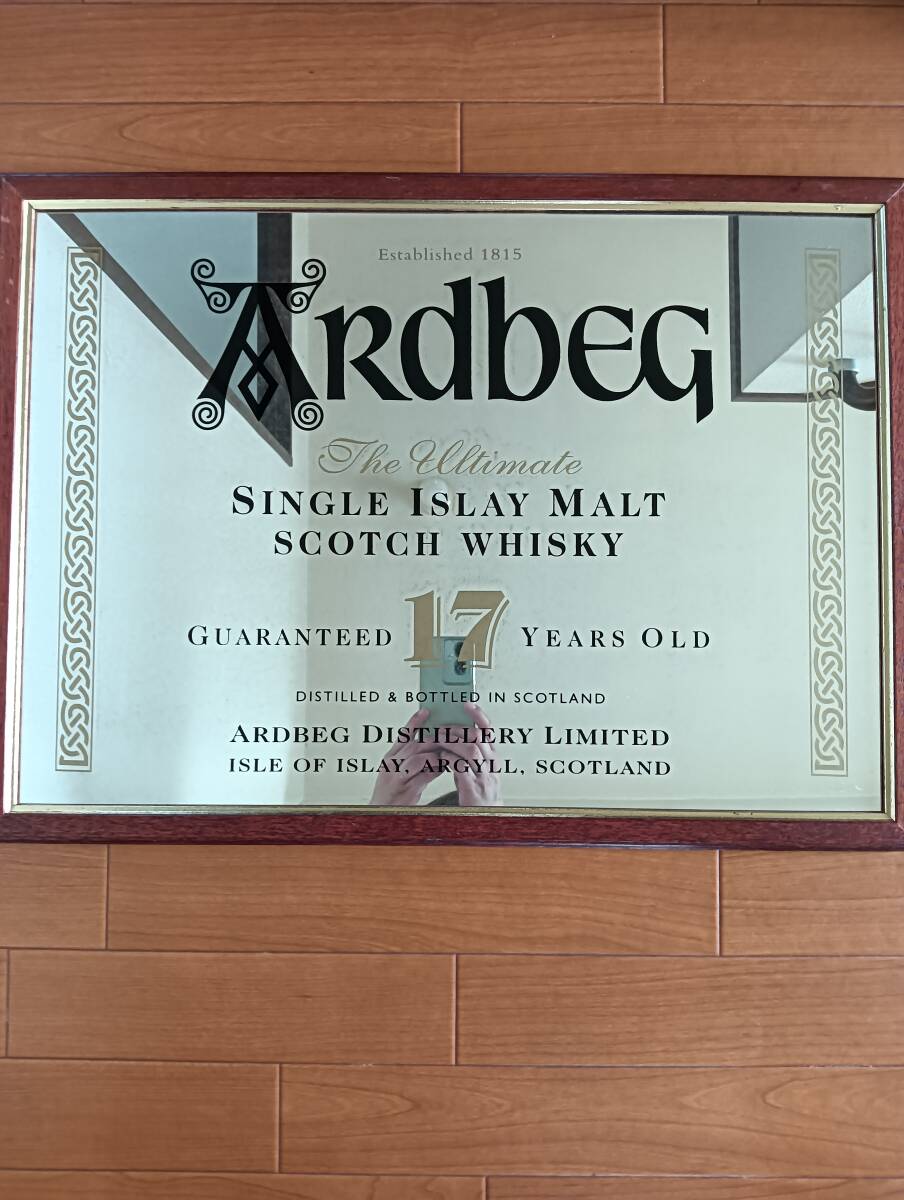 Established 1815
Ardbeg
The Ultimate
SINGLE ISLAY MALT
SCOTCH WHISKY
GUARANTEED 17 YEARS OLD
DISTILLED & BOTTLED IN SCOTLAND
ARDBEG DISTILLERY LIMITED
ISLE OF ISLAY, ARGYLL, SCOTLAND